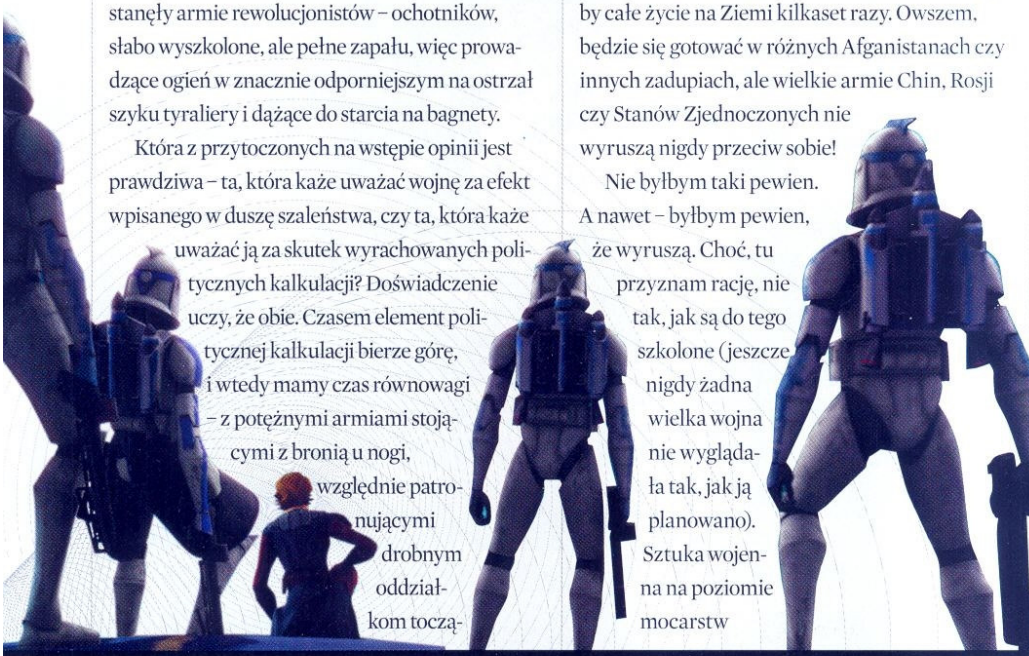 stanęły armie rewolucjonistów – ochotników,
słabo wyszkolone, ale pełne zapału, więc prowa-
dzące ogień w znacznie odporniejszym na ostrzał
szyku tyraliery i dążące do starcia na bagnety.
Która z przytoczonych na wstępie opinii jest
prawdziwa – ta, która każe uważać wojnę za efekt
wpisanego w duszę szaleństwa, czy ta, która każe
uważać ją za skutek wyrachowanych poli-
tycznych kalkulacji? Doświadczenie
uczy, że obie. Czasem element poli-
tycznej kalkulacji bierze górę,
i wtedy mamy czas równowagi
– z potężnymi armiami stoją-
cymi z bronią u nogi,
względnie patro-
nującymi
drobnym
oddział-
kom toczą-
by całe życie na Ziemi kilkaset razy. Owszem,
będzie się gotować w różnych Afganistanach czy
innych zadupiach, ale wielkie armie Chin, Rosji
czy Stanów Zjednoczonych nie
wyruszą nigdy przeciw sobie!
Nie byłbym taki pewien.
A nawet – byłbym pewien,
że wyruszą. Choć, tu
przyznam rację, nie
tak, jak są do tego
szkolone (jeszcze
nigdy żadna
wielka wojna
nie wygląda-
ła tak, jak ją
planowano).
Sztuka wojen-
na na poziomie
mocarstw